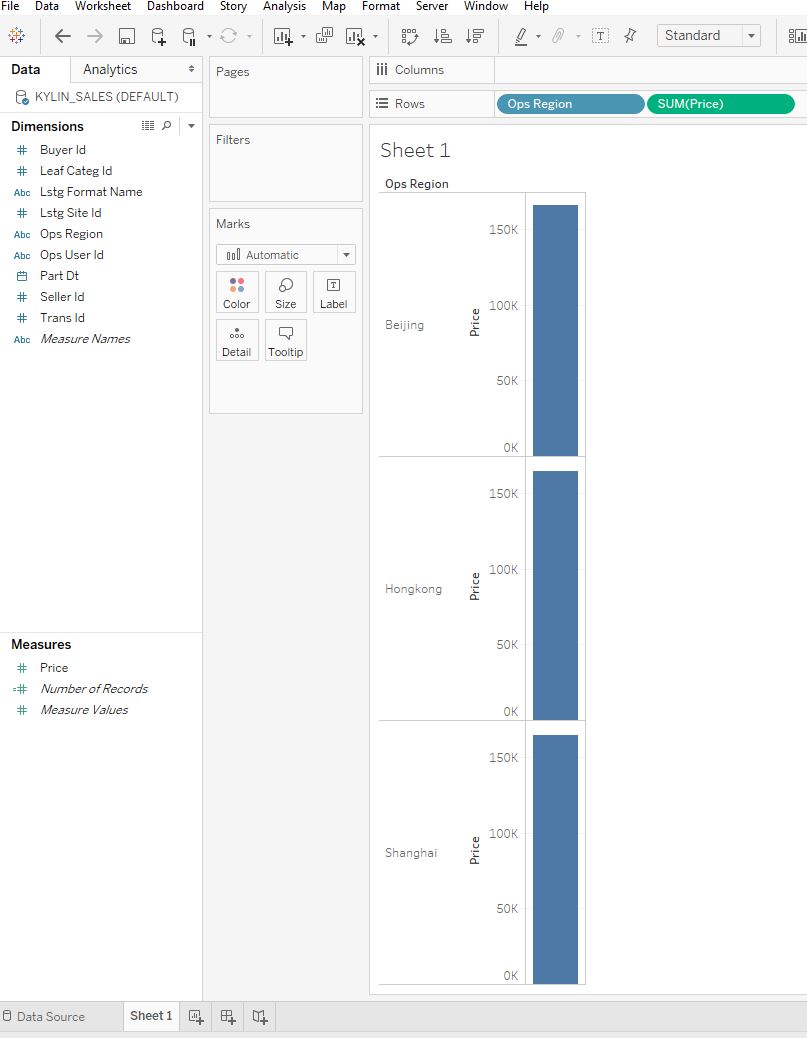 File Data Worksheet Dashboard Story Analysis Map Format Server Window Help
Standard
Data Analytics
KYLIN_SALES (DEFAULT)
Dimensions
# Buyer Id
# Leaf Categ Id
Abc Lstg Format Name
# Lstg Site Id
Abc Ops Region
Abc Ops User Id
Part Dt
# Seller Id
# Trans Id
Abc Measure Names
Measures
# Price
=# Number of Records
# Measure Values
Pages
Filters
Marks
Automatic
Color Size Label
Detail Tooltip
Columns
Rows Ops Region SUM(Price)
Sheet 1
Ops Region
Beijing
Price
150K
100K
50K
0K
Hongkong
Price
150K
100K
50K
0K
Shanghai
Price
150K
100K
50K
0K
Data Source Sheet 1